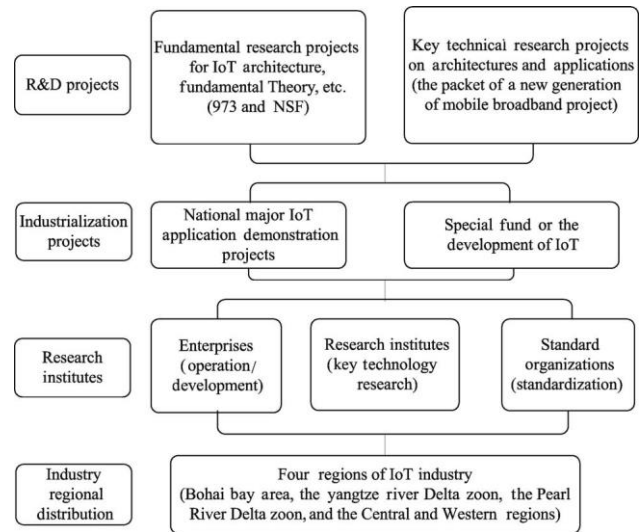 R&D projects
Fundamental research projects
for IoT architecture,
fundamental Theory, etc.
(973 and NSF)
Key technical research projects
on architectures and applications
(the packet of a new generation
of mobile broadband project)
Industrialization
projects
National major IoT
application demonstration
projects
Special fund or the
development of IoT
Research
institutes
Enterprises
(operation/
development)
Research institutes
(key technology
research)
Standard
organizations
(standardization)
Industry
regional
distribution
Four regions of IoT industry
(Bohai bay area, the yangtze river Delta zoon, the Pearl
River Delta zoon, and the Central and Western regions)